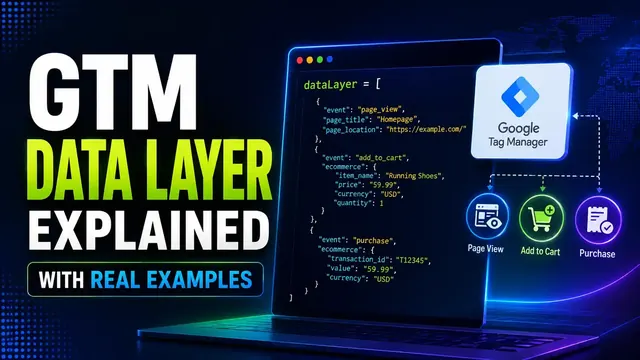 GTM
DATA LAYER
EXPLAINED
WITH REAL EXAMPLES
dataLayer = [
{
"event": "page_view",
"page_title": "Homepage",
"page_location": "https://example.com/"
},
{
"event": "add_to_cart",
"ecommerce": {
"item_name": "Running Shoes",
"price": "59.99",
"currency": "USD",
"quantity": 1
}
},
{
"event": "purchase",
"ecommerce": {
"transaction_id": "T12345",
"value": "59.99",
"currency": "USD"
}
]
Google
Tag Manager
Page View
Add to Cart
Purchase